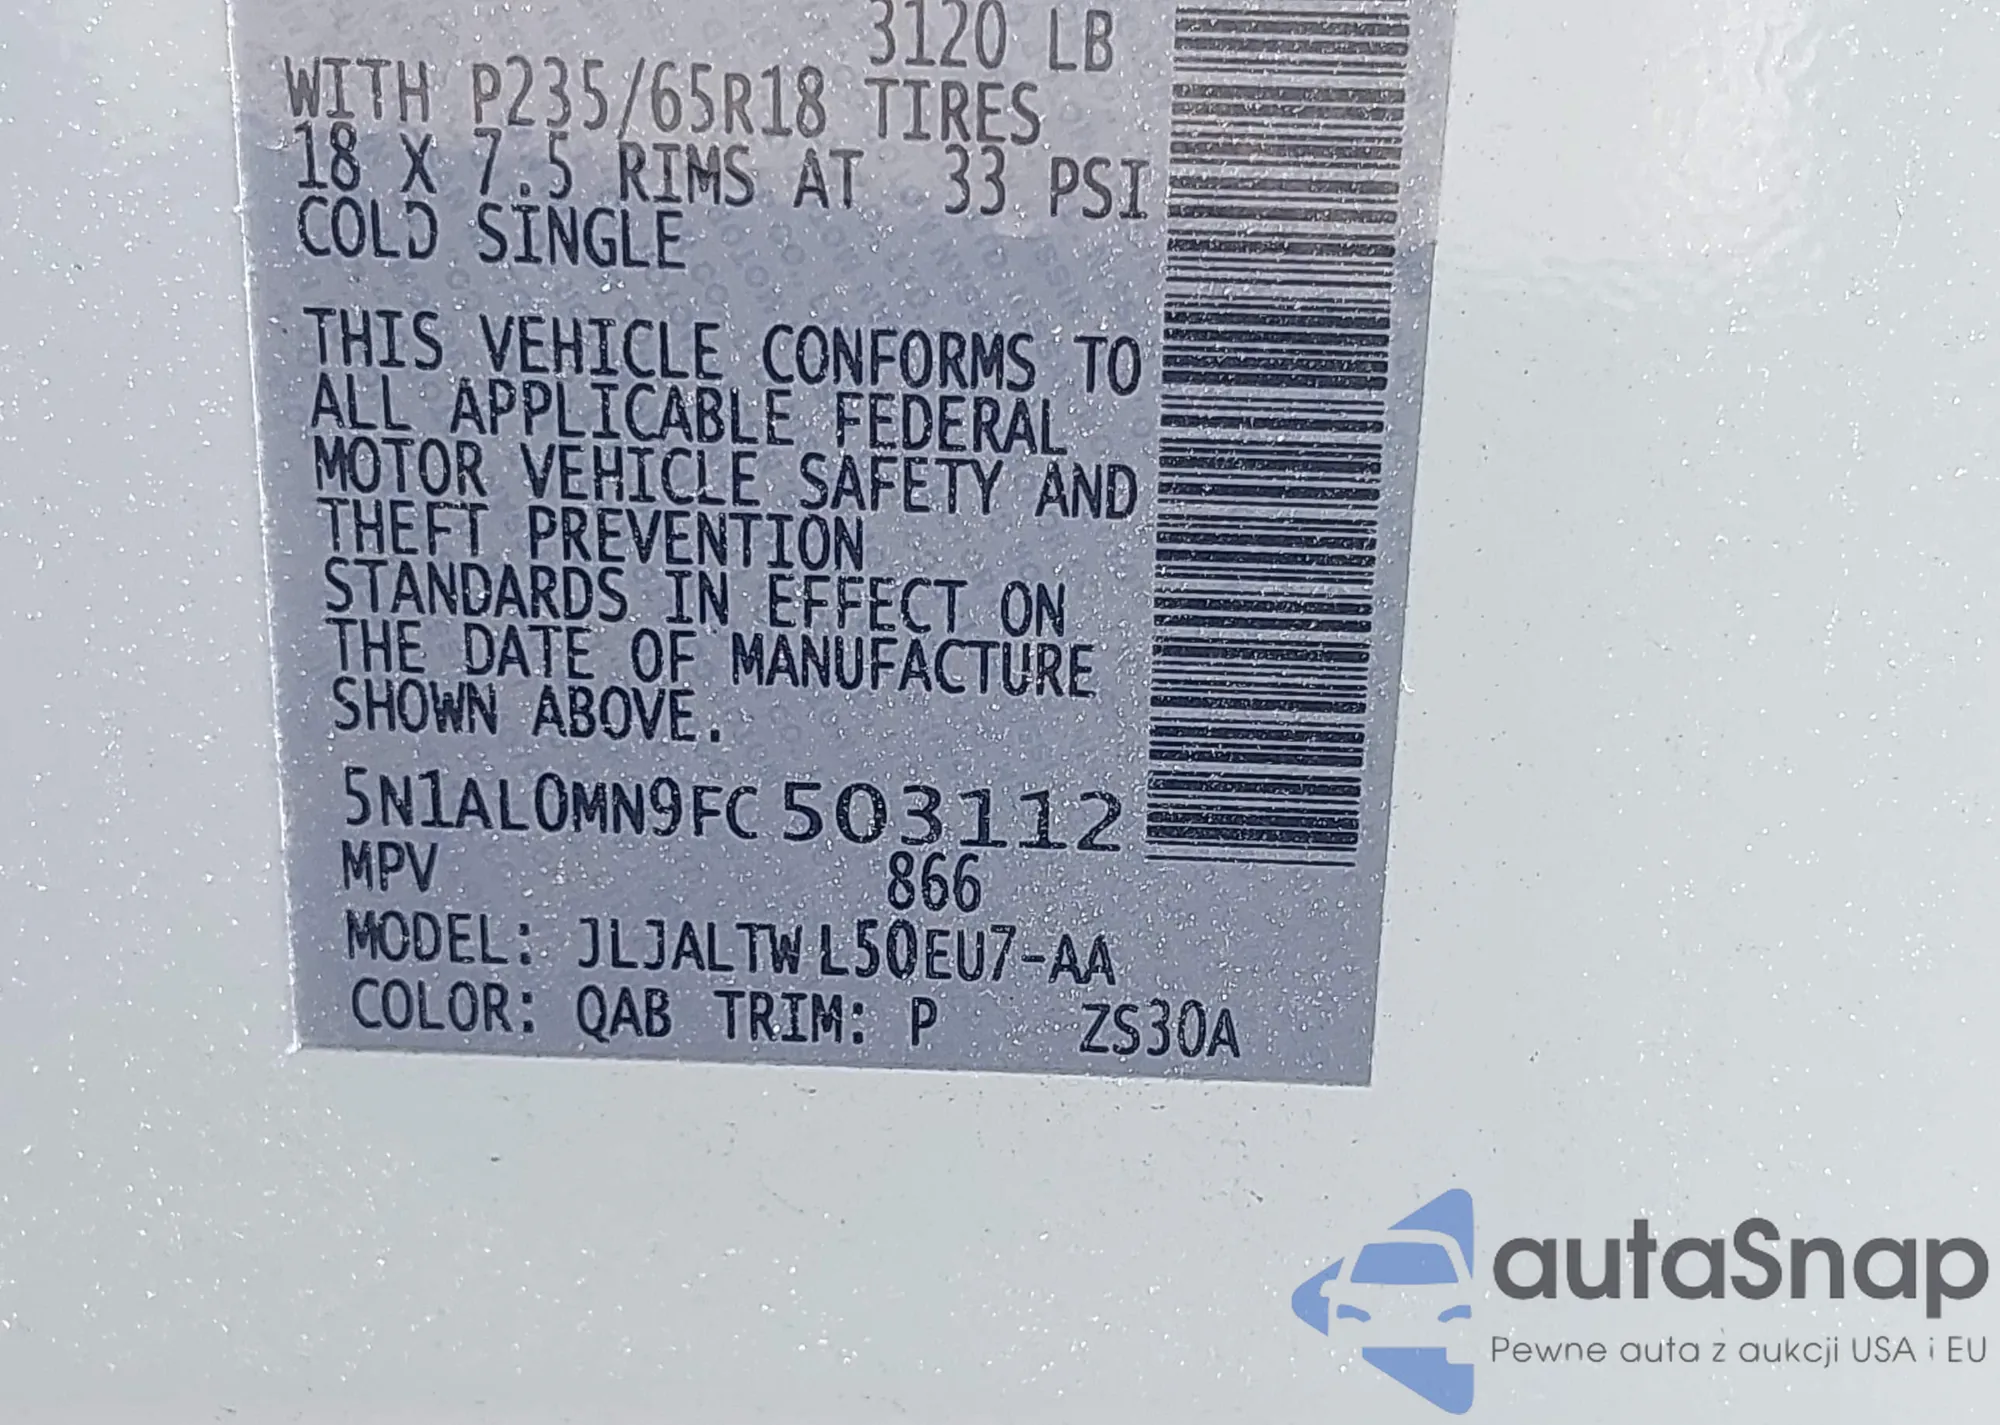 3120 LB
WITH P235/65R18 TIRES
18 X 7.5 RIMS AT 33 PSI
COLD SINGLE
THIS VEHICLE CONFORMS TO
ALL APPLICABLE FEDERAL
MOTOR VEHICLE SAFETY AND
THEFT PREVENTION
STANDARDS IN EFFECT ON
THE DATE OF MANUFACTURE
SHOWN ABOVE.
5N1AL0MN9FC503112
MPV 866
MODEL: JLJALTWL50EU7-AA
COLOR: QAB TRIM: P ZS30A
autaSnap
Pewne auta z aukcji USA i EU